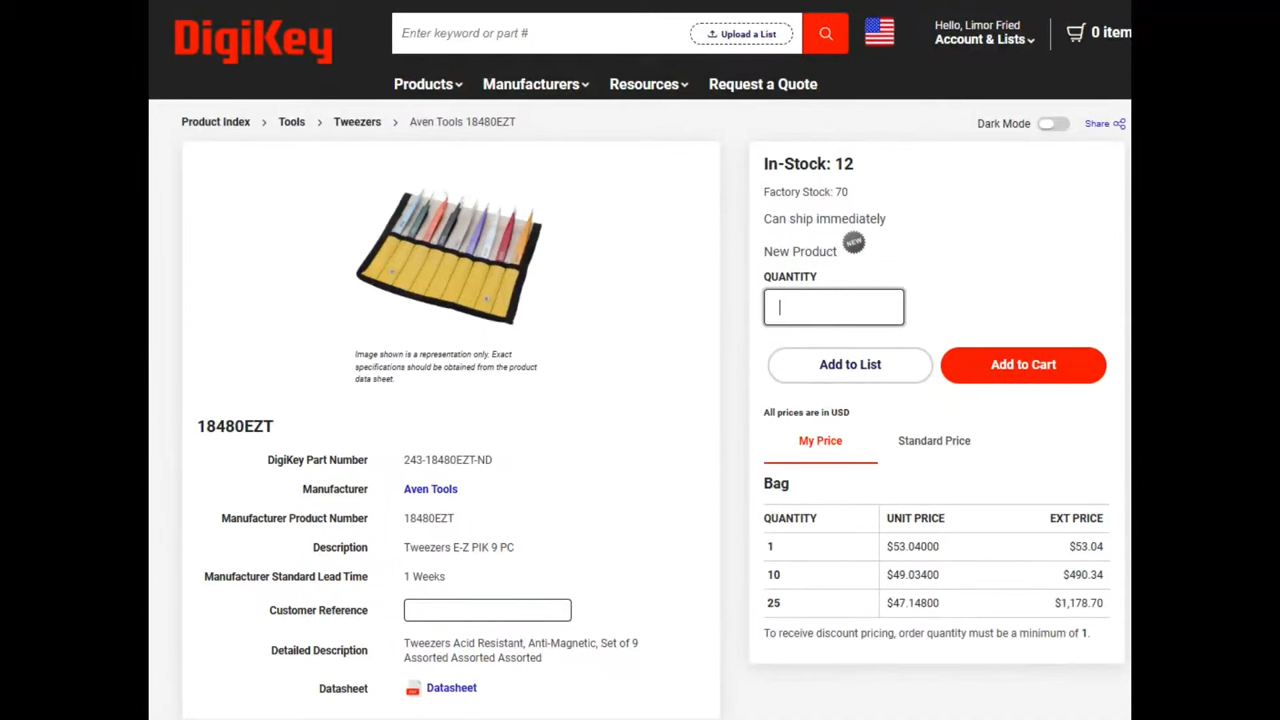 DigiKey
Enter keyword or part #
Upload a List
Hello, Limor Fried
Account & Lists
0 item
Products
Manufacturers
Resources
Request a Quote
Product Index > Tools > Tweezers > Aven Tools 18480EZT
Dark Mode
Share
Image shown is a representation only. Exact
specifications should be obtained from the product
data sheet.
18480EZT
DigiKey Part Number 243-18480EZT-ND
Manufacturer Aven Tools
Manufacturer Product Number 18480EZT
Description Tweezers E-Z PIK 9 PC
Manufacturer Standard Lead Time 1 Weeks
Customer Reference
Detailed Description Tweezers Acid Resistant, Anti-Magnetic, Set of 9
Assorted Assorted Assorted
Datasheet Datasheet
In-Stock: 12
Factory Stock: 70
Can ship immediately
New Product NEW
QUANTITY
Add to List
Add to Cart
All prices are in USD
My Price
Standard Price
Bag
QUANTITY UNIT PRICE EXT PRICE
1 $53.04000 $53.04
10 $49.03400 $490.34
25 $47.14800 $1,178.70
To receive discount pricing, order quantity must be a minimum of 1.